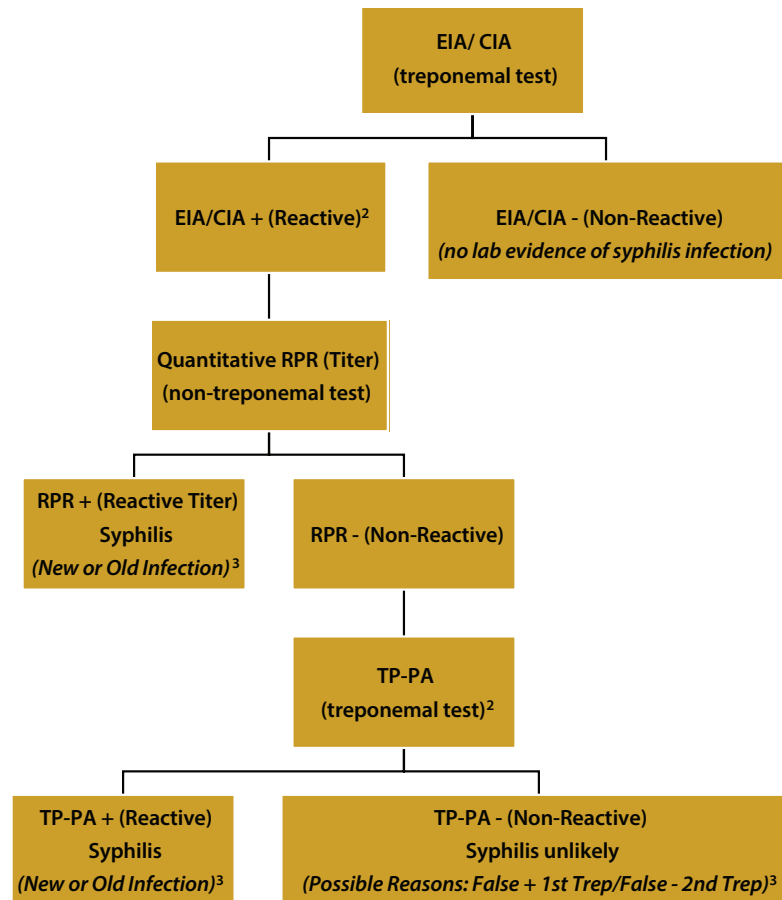 EIA/ CIA
(treponemal test)
EIA/CIA + (Reactive)²
EIA/CIA - (Non-Reactive)
(no lab evidence of syphilis infection)
Quantitative RPR (Titer)
(non-treponemal test)
RPR + (Reactive Titer)
Syphilis
(New or Old Infection)³
RPR - (Non-Reactive)
TP-PA
(treponemal test)²
TP-PA + (Reactive)
Syphilis
(New or Old Infection)³
TP-PA - (Non-Reactive)
Syphilis unlikely
(Possible Reasons: False + 1st Trep/False - 2nd Trep)³